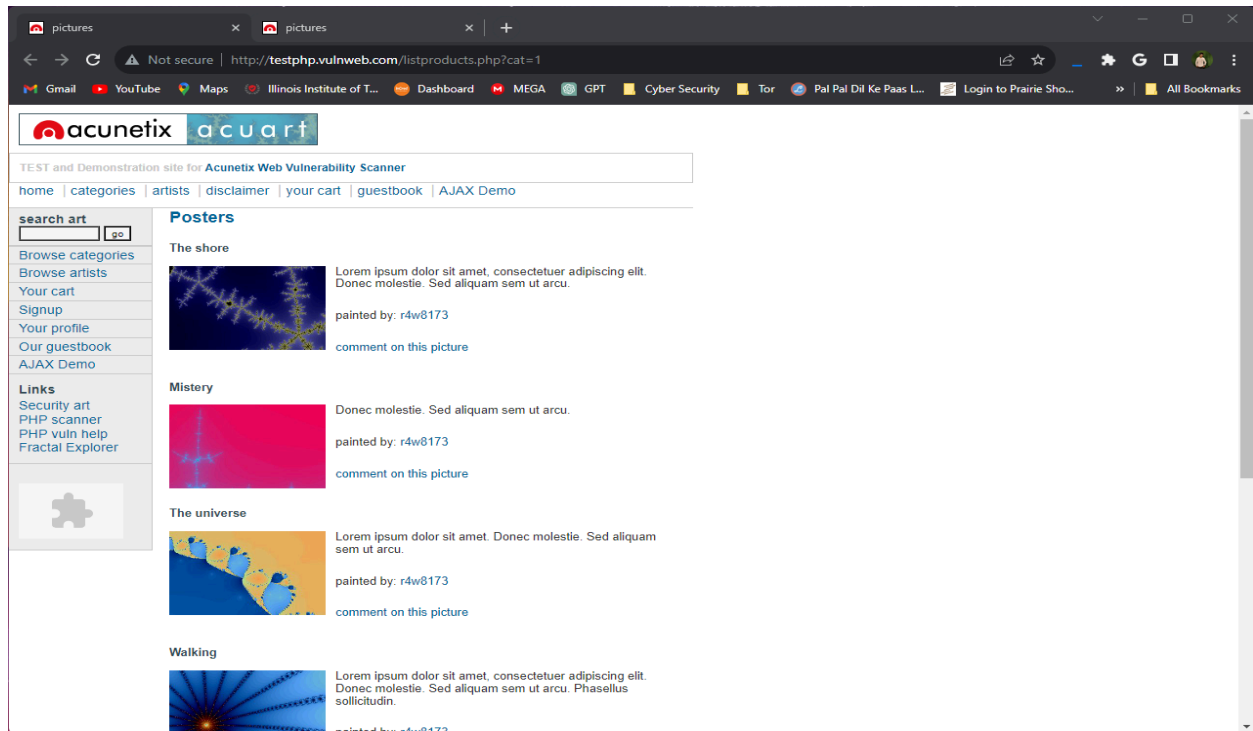 pictures
pictures
Not secure | http://testphp.vulnweb.com/listproducts.php?cat=1
Gmail YouTube Maps Illinois Institute of T... Dashboard MEGA GPT Cyber Security Tor Pal Pal Dil Ke Paas L... Login to Prairie Sho... » All Bookmarks
acunetix acuart
TEST and Demonstration site for Acunetix Web Vulnerability Scanner
home | categories | artists | disclaimer | your cart | guestbook | AJAX Demo
search art
go
Browse categories
Browse artists
Your cart
Signup
Your profile
Our guestbook
AJAX Demo
Links
Security art
PHP scanner
PHP vuln help
Fractal Explorer
Posters
The shore
Lorem ipsum dolor sit amet, consectetuer adipiscing elit.
Donec molestie. Sed aliquam sem ut arcu.
painted by: r4w8173
comment on this picture
Mistery
Donec molestie. Sed aliquam sem ut arcu.
painted by: r4w8173
comment on this picture
The universe
Lorem ipsum dolor sit amet. Donec molestie. Sed aliquam
sem ut arcu.
painted by: r4w8173
comment on this picture
Walking
Lorem ipsum dolor sit amet, consectetuer adipiscing elit.
Donec molestie. Sed aliquam sem ut arcu. Phasellus
sollicitudin.
painted by: r4w8173